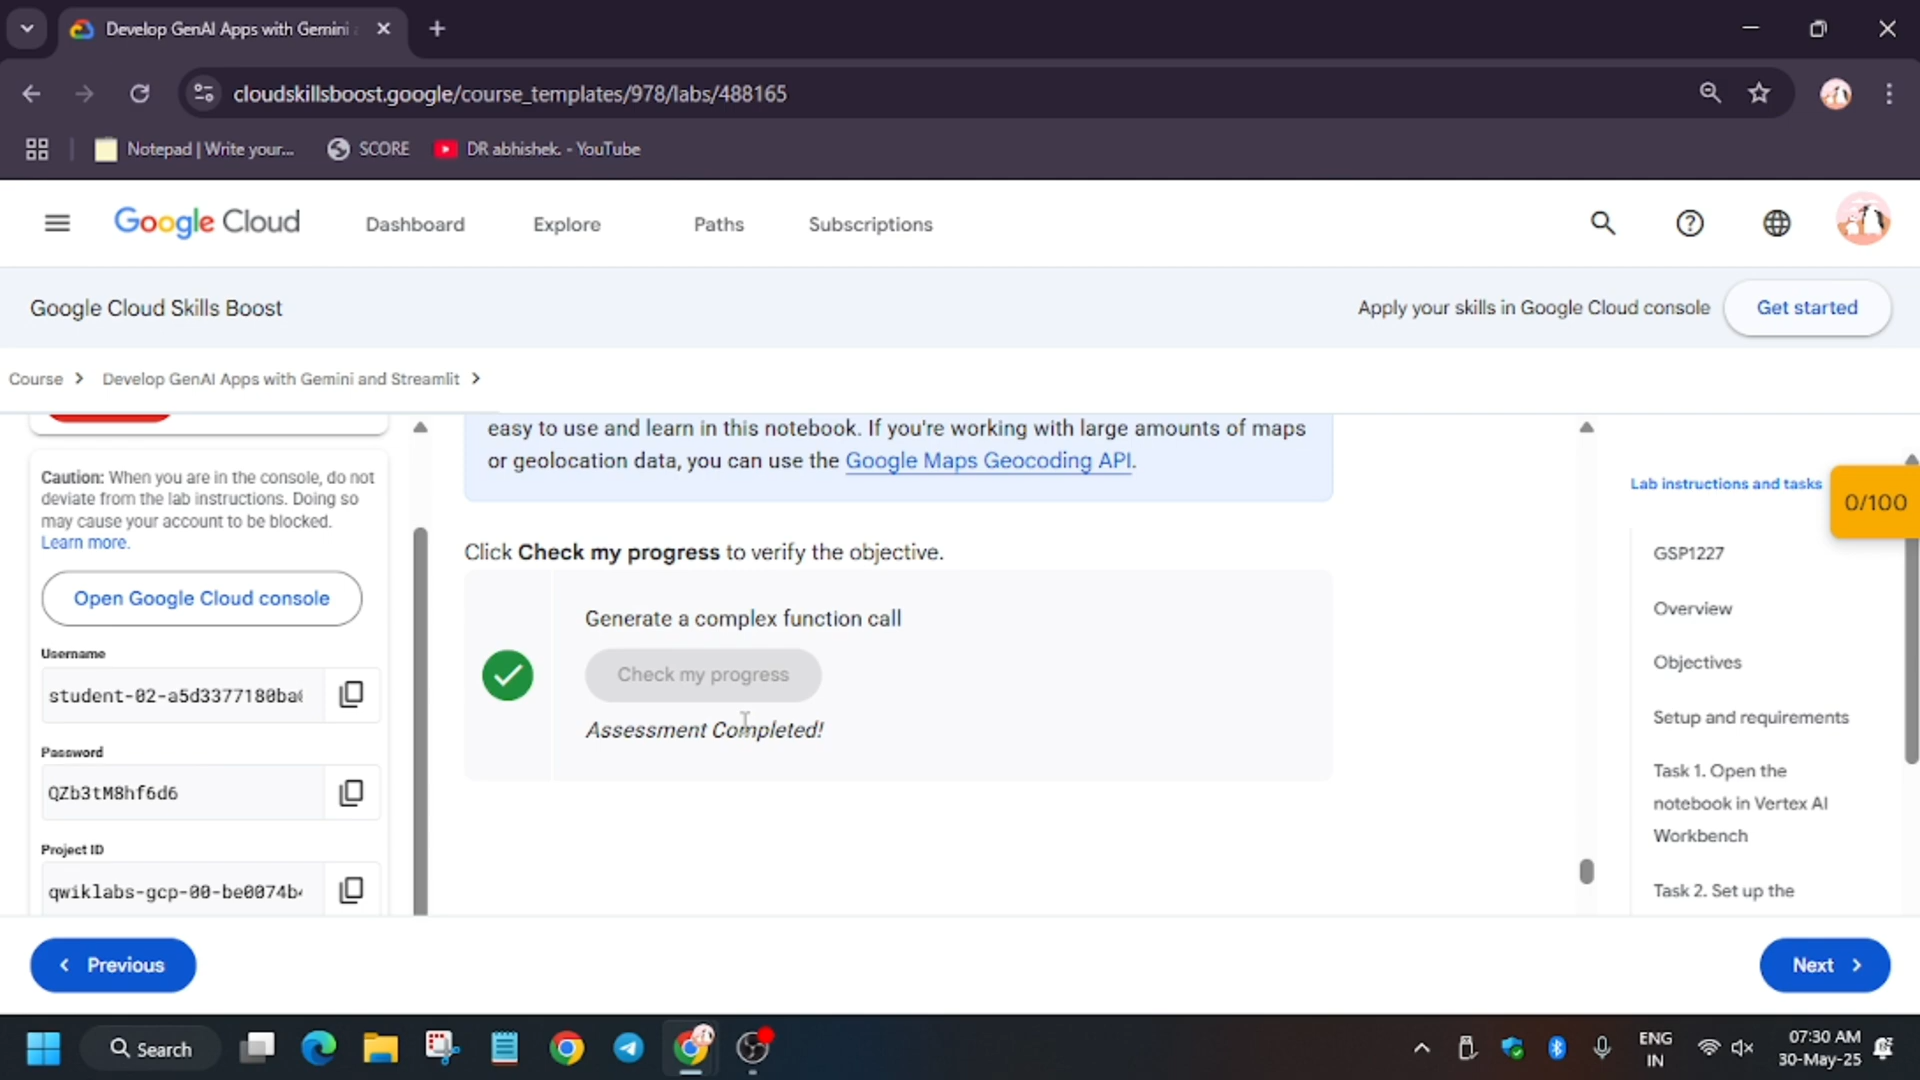 Develop GenAI Apps with Gemini a
cloudskillsboost.google/course_templates/978/labs/488165
Notepad | Write your...
SCORE
DR abhishek. - YouTube
Google Cloud
Dashboard
Explore
Paths
Subscriptions
Google Cloud Skills Boost
Apply your skills in Google Cloud console
Get started
Course
Develop GenAI Apps with Gemini and Streamlit
Caution: When you are in the console, do not
deviate from the lab instructions. Doing so
may cause your account to be blocked.
Learn more.
Open Google Cloud console
Username
student-02-a5d3377180ba
Password
QZb3tM8hf6d6
Project ID
qwiklabs-gcp-00-be0074b
easy to use and learn in this notebook. If you're working with large amounts of maps
or geolocation data, you can use the Google Maps Geocoding API.
Click Check my progress to verify the objective.
Generate a complex function call
Check my progress
Assessment Completed!
Lab instructions and tasks
0/100
GSP1227
Overview
Objectives
Setup and requirements
Task 1. Open the
notebook in Vertex AI
Workbench
Task 2. Set up the
Previous
Next
Search
ENG
IN
07:30 AM
30-May-25